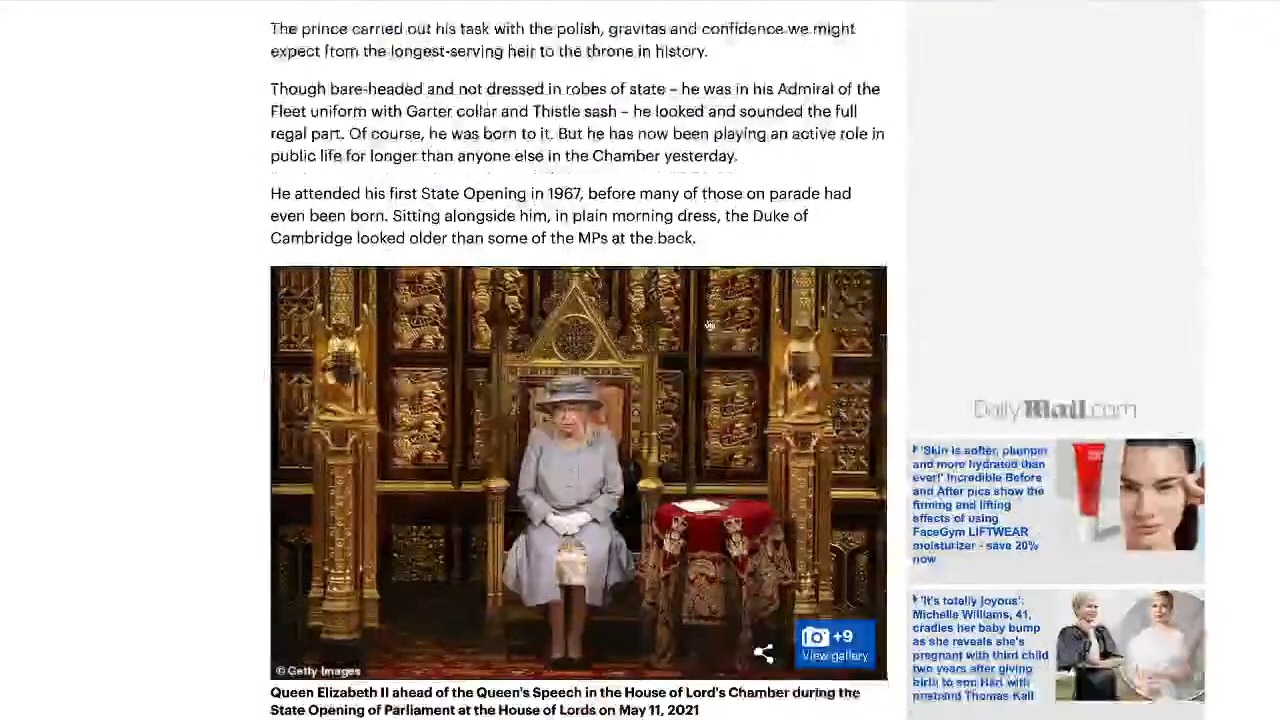 The prince carried out his task with the polish, gravitas and confidence we might
expect from the longest-serving heir to the throne in history.
Though bare-headed and not dressed in robes of state – he was in his Admiral of the
Fleet uniform with Garter collar and Thistle sash – he looked and sounded the full
regal part. Of course, he was born to it. But he has now been playing an active role in
public life for longer than anyone else in the Chamber yesterday.
He attended his first State Opening in 1967, before many of those on parade had
even been born. Sitting alongside him, in plain morning dress, the Duke of
Cambridge looked older than some of the MPs at the back.
© Getty Images
+9
View gallery
Queen Elizabeth II ahead of the Queen's Speech in the House of Lord's Chamber during the
State Opening of Parliament at the House of Lords on May 11, 2021
DailyMail.com
'Skin is softer, plumper
and more hydrated than
ever!' Incredible Before
and After pics show the
firming and lifting
effects of using
FaceGym LIFTWEAR
moisturizer - save 20%
now
'It's totally joyous':
Michelle Williams, 41,
cradles her baby bump
as she reveals she's
pregnant with third child
two years after giving
birth to son Hart with
husband Thomas Kail